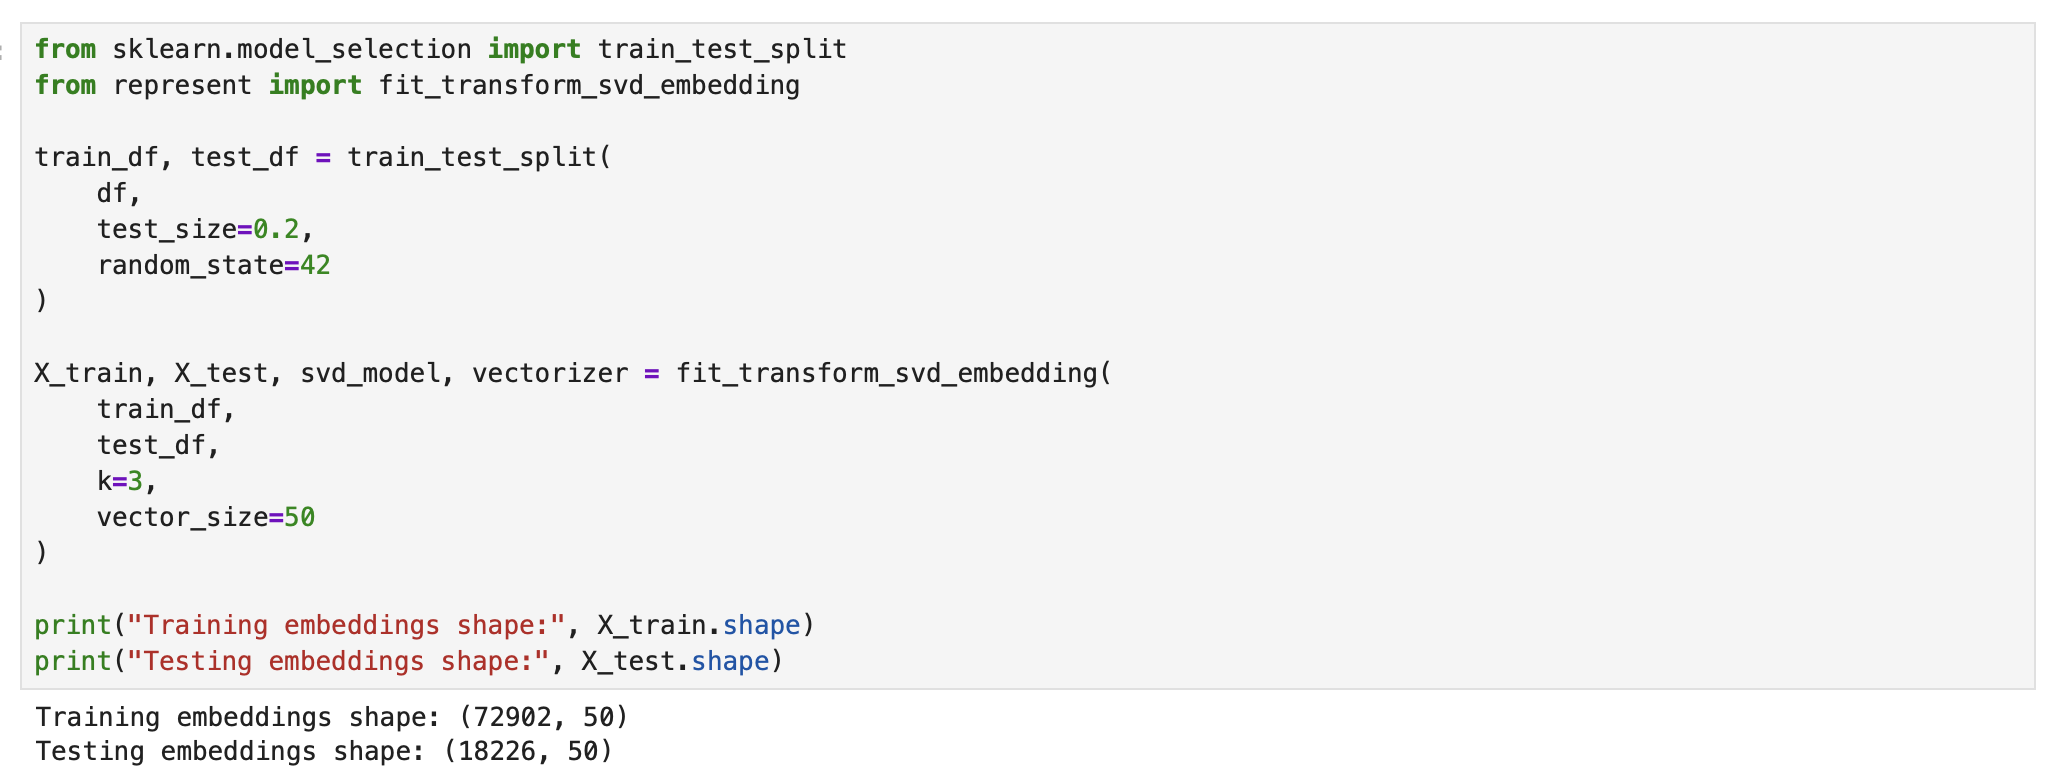 from sklearn.model_selection import train_test_split
from represent import fit_transform_svd_embedding

train_df, test_df = train_test_split(
    df,
    test_size=0.2,
    random_state=42
)

X_train, X_test, svd_model, vectorizer = fit_transform_svd_embedding(
    train_df,
    test_df,
    k=3,
    vector_size=50
)

print("Training embeddings shape:", X_train.shape)
print("Testing embeddings shape:", X_test.shape)
Training embeddings shape: (72902, 50)
Testing embeddings shape: (18226, 50)